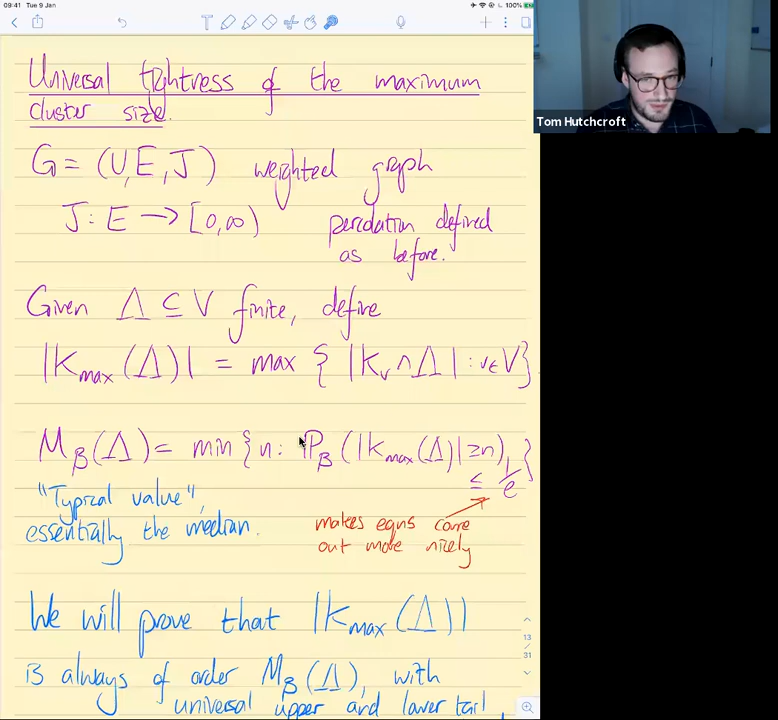 09:41 Tue 9 Jan
100%
Tom Hutchcroft
Universal tightness of the maximum
cluster size.
G = (V, E, J) weighted graph
J: E → [0,∞) percolation defined
as before.
Given Λ ⊆ V finite, define
|K_max(Λ)| = max { |K_v ∩ Λ| : v ∈ V }
M_β(Λ) = min { n : P_β(|K_max(Λ)| ≥ n) ≤ 1/e }
"Typical value",
essentially the median.
makes eqns come
out more nicely
We will prove that |K_max(Λ)|
is always of order M_β(Λ), with
universal upper and lower tail,
13
31